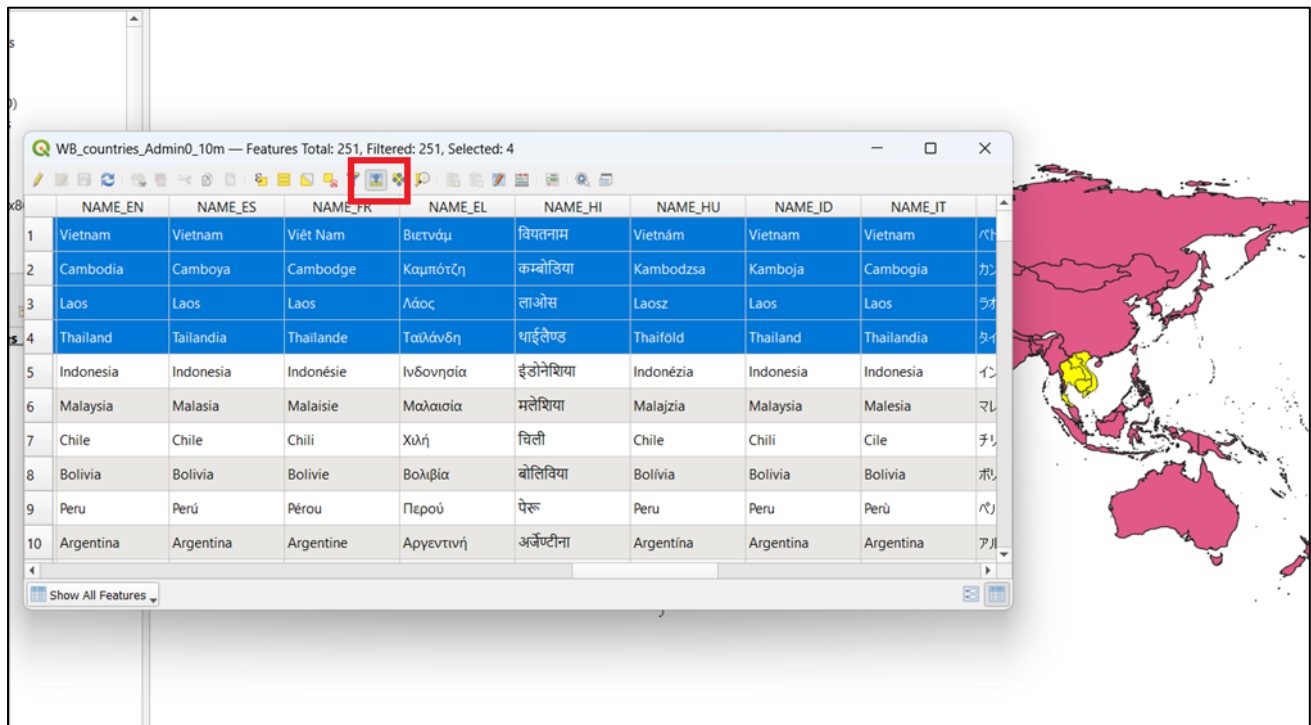 WB_countries_Admin0_10m — Features Total: 251, Filtered: 251, Selected: 4
NAME_EN NAME_ES NAME_FR NAME_EL NAME_HI NAME_HU NAME_ID NAME_IT
1 Vietnam Vietnam Viêt Nam Βιετνάμ वियतनाम Vietnám Vietnam Vietnam
2 Cambodia Camboya Cambodge Καμπότζη कम्बोडिया Kambodzsa Kamboja Cambogia
3 Laos Laos Laos Λάος लाओस Laosz Laos Laos
4 Thailand Tailandia Thaïlande Ταϊλάνδη थाईलैण्ड Thaiföld Thailand Thailandia
5 Indonesia Indonesia Indonésie Ινδονησία इंडोनेशिया Indonézia Indonesia Indonesia
6 Malaysia Malasia Malaisie Μαλαισία मलेशिया Malajzia Malaysia Malesia
7 Chile Chile Chili Χιλή चिली Chile Chili Cile
8 Bolivia Bolivia Bolivie Βολιβία बोलिविया Bolívia Bolivia Bolivia
9 Peru Perú Pérou Περού पेरू Peru Peru Perù
10 Argentina Argentina Argentine Αργεντινή अर्जेण्टीना Argentína Argentina Argentina
Show All Features